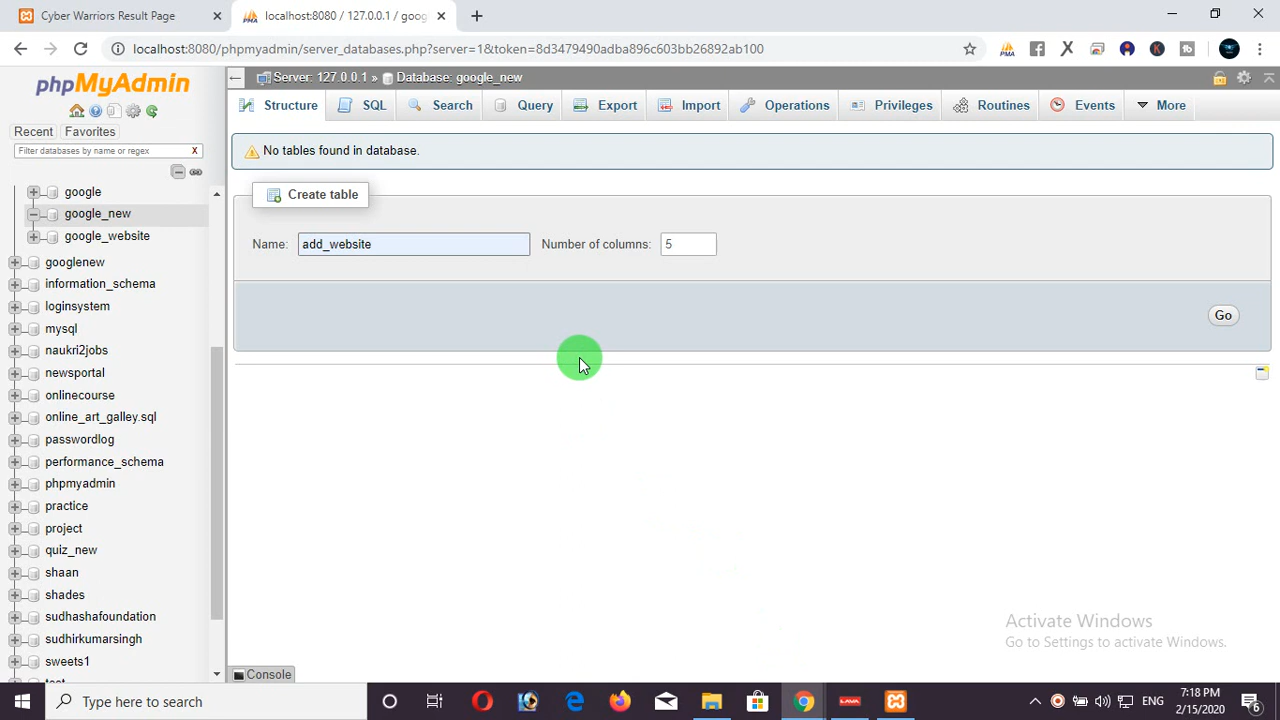 Cyber Warriors Result Page
localhost:8080 / 127.0.0.1 / goog
localhost:8080/phpmyadmin/server_databases.php?server=1&token=8d3479490adba896c603bb26892ab100
phpMyAdmin
Recent Favorites
Filter databases by name or regex X
google
google_new
google_website
googlenew
information_schema
loginsystem
mysql
naukri2jobs
newsportal
onlinecourse
online_art_galley.sql
passwordlog
performance_schema
phpmyadmin
practice
project
quiz_new
shaan
shades
sudhashafoundation
sudhirkumarsingh
sweets1
Server: 127.0.0.1 » Database: google_new
Structure SQL Search Query Export Import Operations Privileges Routines Events More
No tables found in database.
Create table
Name: add_website Number of columns: 5
Go
Console
Activate Windows
Go to Settings to activate Windows.
Type here to search
LAVA
ENG
7:18 PM
2/15/2020
6